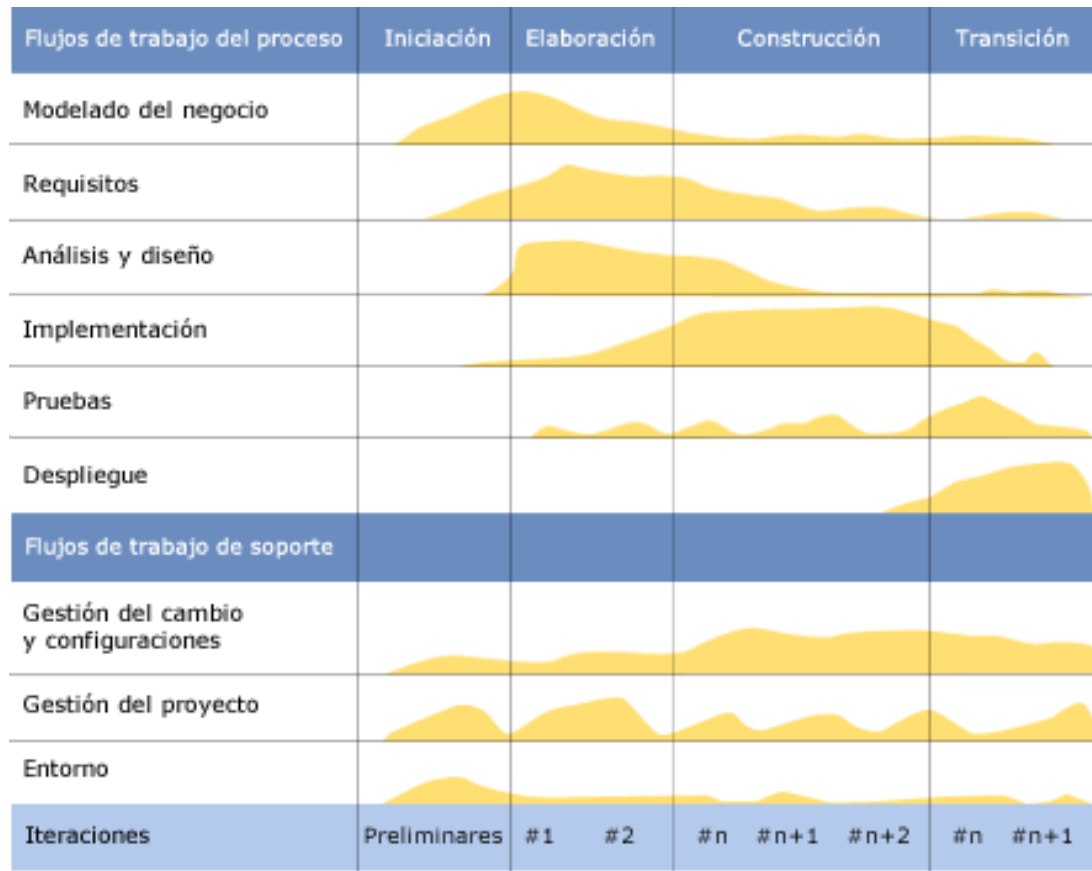 Flujos de trabajo del proceso Iniciación Elaboración Construcción Transición
Modelado del negocio
Requisitos
Análisis y diseño
Implementación
Pruebas
Despliegue
Flujos de trabajo de soporte
Gestión del cambio
y configuraciones
Gestión del proyecto
Entorno
Iteraciones Preliminares #1 #2 #n #n+1 #n+2 #n #n+1